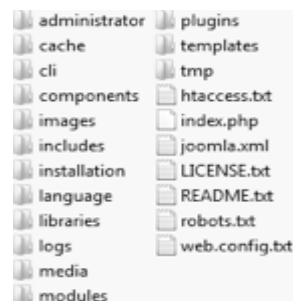 administrator
cache
cli
components
images
includes
installation
language
libraries
logs
media
modules
plugins
templates
tmp
htaccess.txt
index.php
joomla.xml
LICENSE.txt
README.txt
robots.txt
web.config.txt